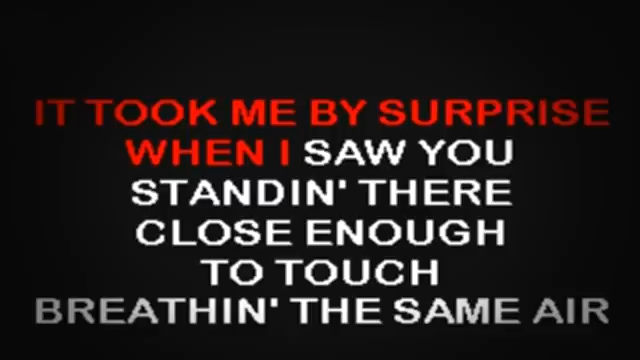 IT TOOK ME BY SURPRISE
WHEN I SAW YOU
STANDIN' THERE
CLOSE ENOUGH
TO TOUCH
BREATHIN' THE SAME AIR